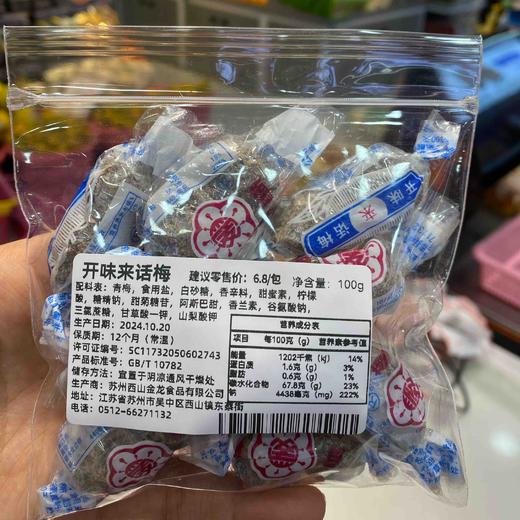 开味来话梅 建议零售价：6.8/包 净含量：100g
配料表：青梅，食用盐，白砂糖，香辛料，甜蜜素，柠檬
酸，糖精钠，甜菊糖苷，阿斯巴甜，香兰素，谷氨酸钠，
三氯蔗糖，甘草酸一钾，山梨酸钾
生产日期：2024.10.20
保质期：12个月（常温）
许可证编号：SC11732050602743
产品标准号：GB/T 10782
储存方法：宜置于阴凉通风干燥处
生产商：苏州西山金龙食品有限公司
地址：江苏省苏州市吴中区西山镇东蔡街
电话：0512-66271132
营养成分表
项目 每100克(g) 营养素参考值
能量 1202千焦 (kJ) 14%
蛋白质 1.6克(g) 3%
脂肪 0.6克(g) 1%
碳水化合物 67.8克(g) 23%
钠 4438毫克(mg) 222%
开味
来
话梅